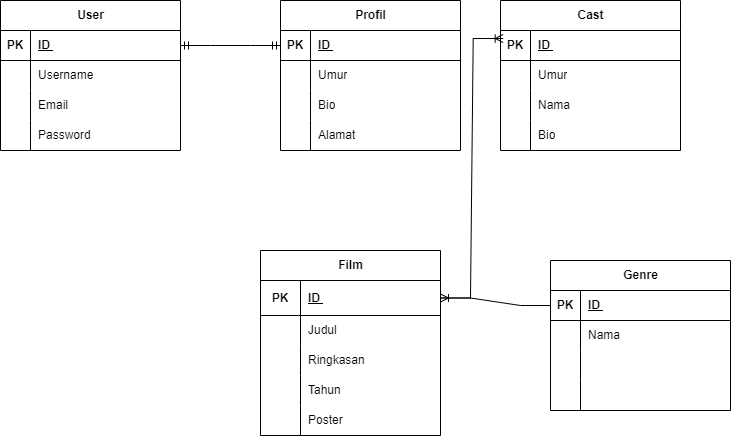 User
PK ID
Username
Email
Password
Profil
PK ID
Umur
Bio
Alamat
Cast
PK ID
Umur
Nama
Bio
Film
PK ID
Judul
Ringkasan
Tahun
Poster
Genre
PK ID
Nama